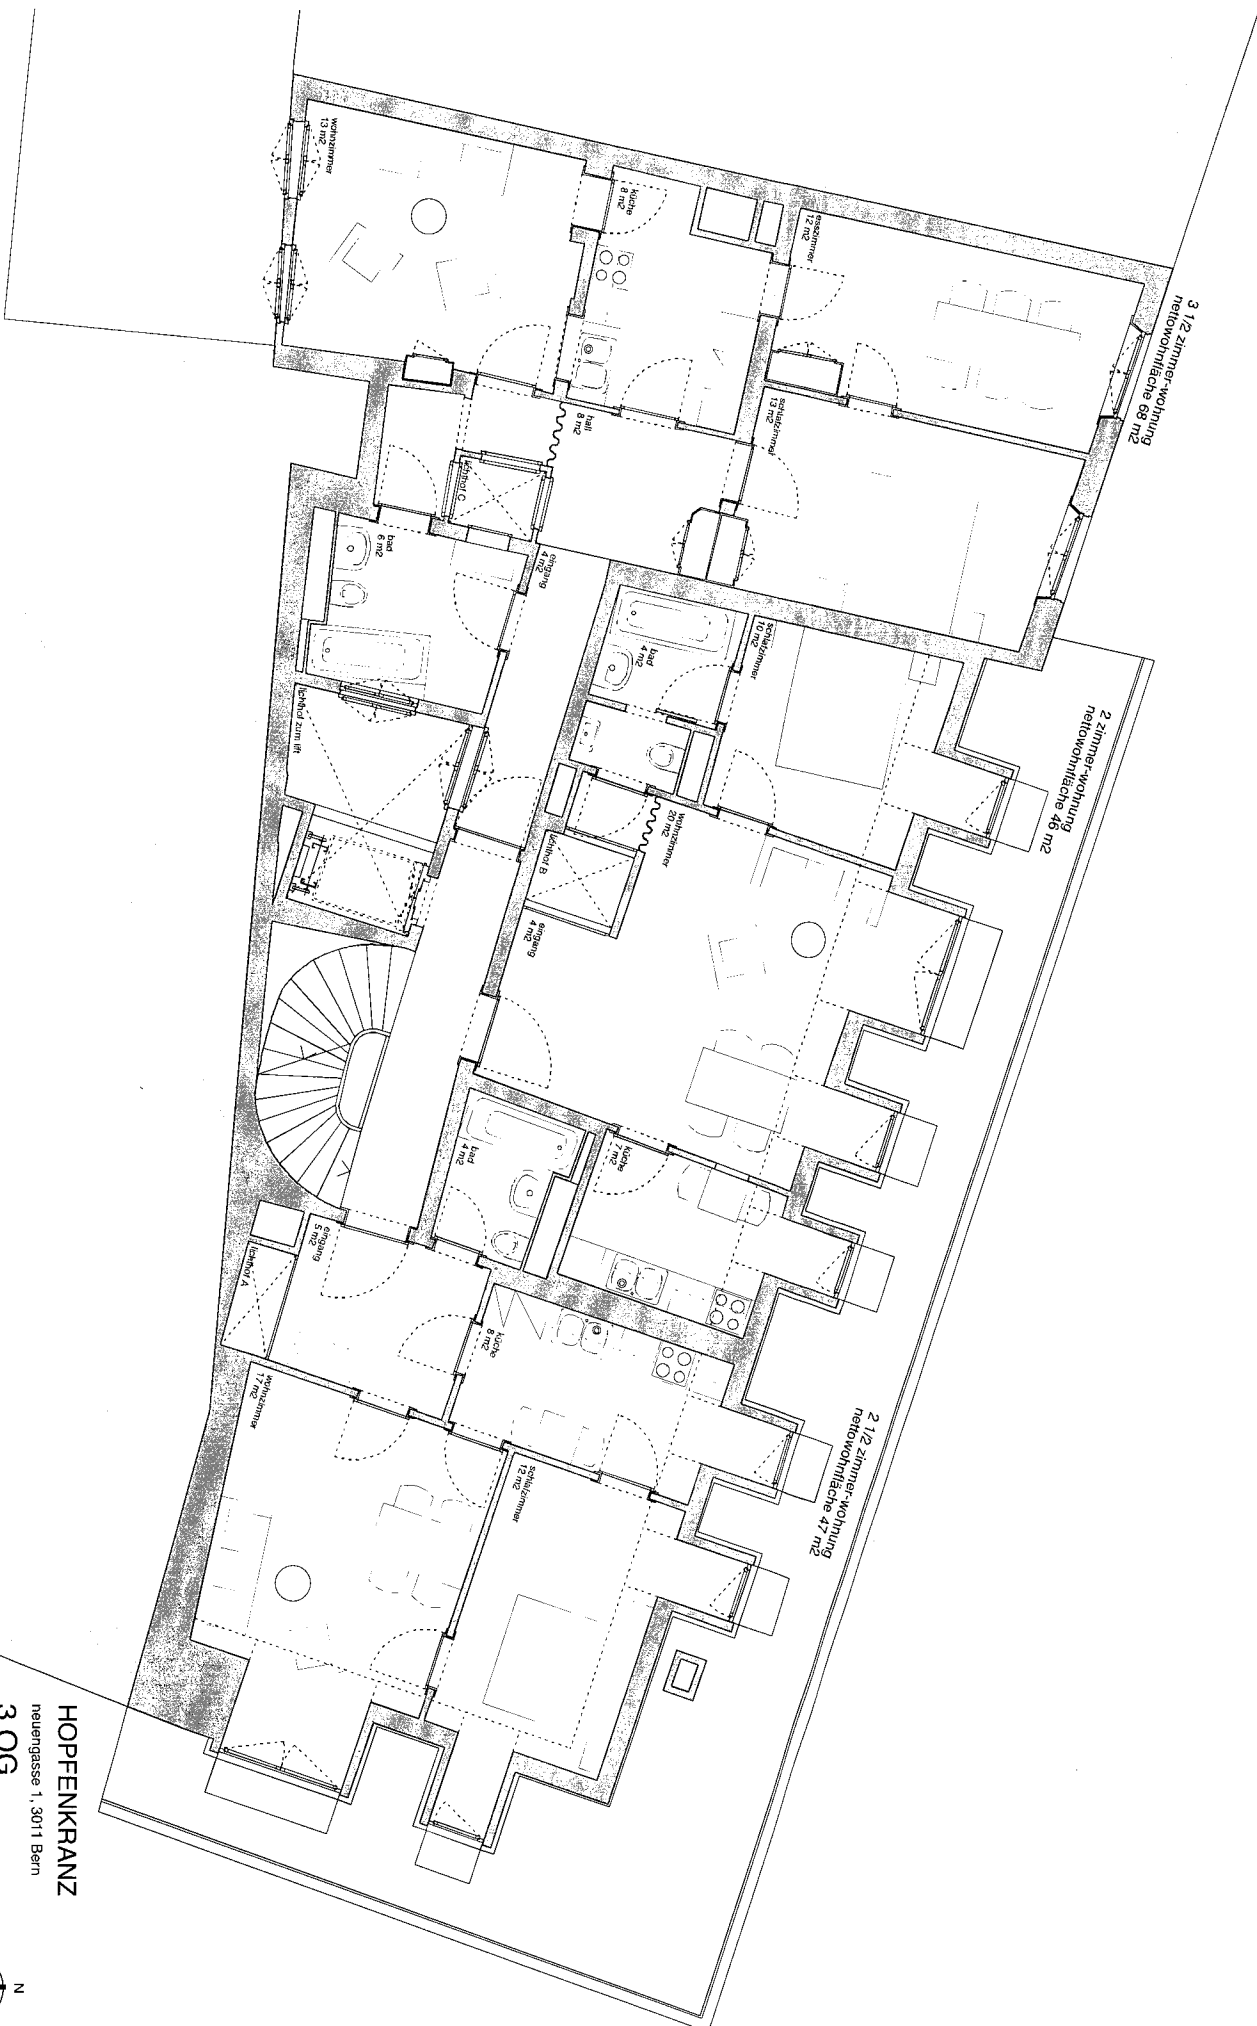 3 1/2 zimmer-wohnung
nettowohnfläche 68 m2
wohnzimmer
13 m2
küche
8 m2
esszimmer
12 m2
schlafzimmer
13 m2
hall
8 m2
lichthof C
eingang
4 m2
bad
6 m2
lichthof zum lift
2 zimmer-wohnung
nettowohnfläche 46 m2
schlafzimmer
10 m2
bad
4 m2
wohnzimmer
20 m2
lichthof B
eingang
4 m2
küche
7 m2
2 1/2 zimmer-wohnung
nettowohnfläche 47 m2
bad
4 m2
eingang
5 m2
lichthof A
küche
8 m2
wohnzimmer
17 m2
schlafzimmer
12 m2
HOPFENKRANZ
neuengasse 1, 3011 Bern
3.OG
N